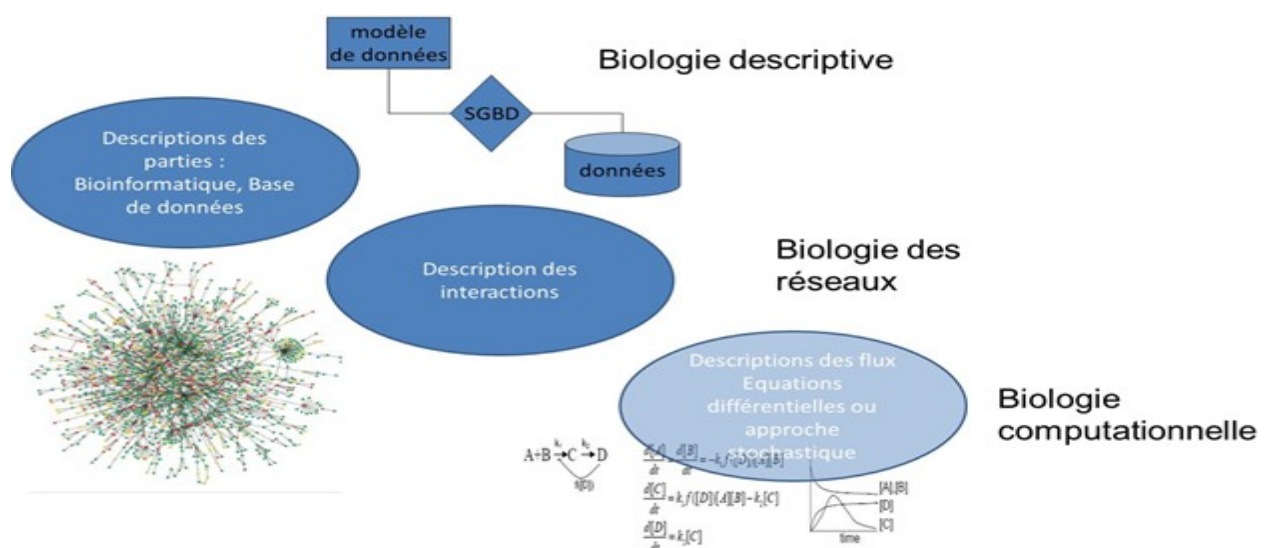 modèle
de données
Biologie descriptive
SGBD
données
Descriptions des
parties :
Bioinformatique, Base
de données
Description des
interactions
Biologie des
réseaux
Descriptions des flux
Equations
différentielles ou
approche
stochastique
Biologie
computationnelle
A+B → C → D
d[C]/dt = k₁f([D])[A][B]-k₂[C]
d[D]/dt = k₂[C]
[A],[B]
[D]
[C]
time